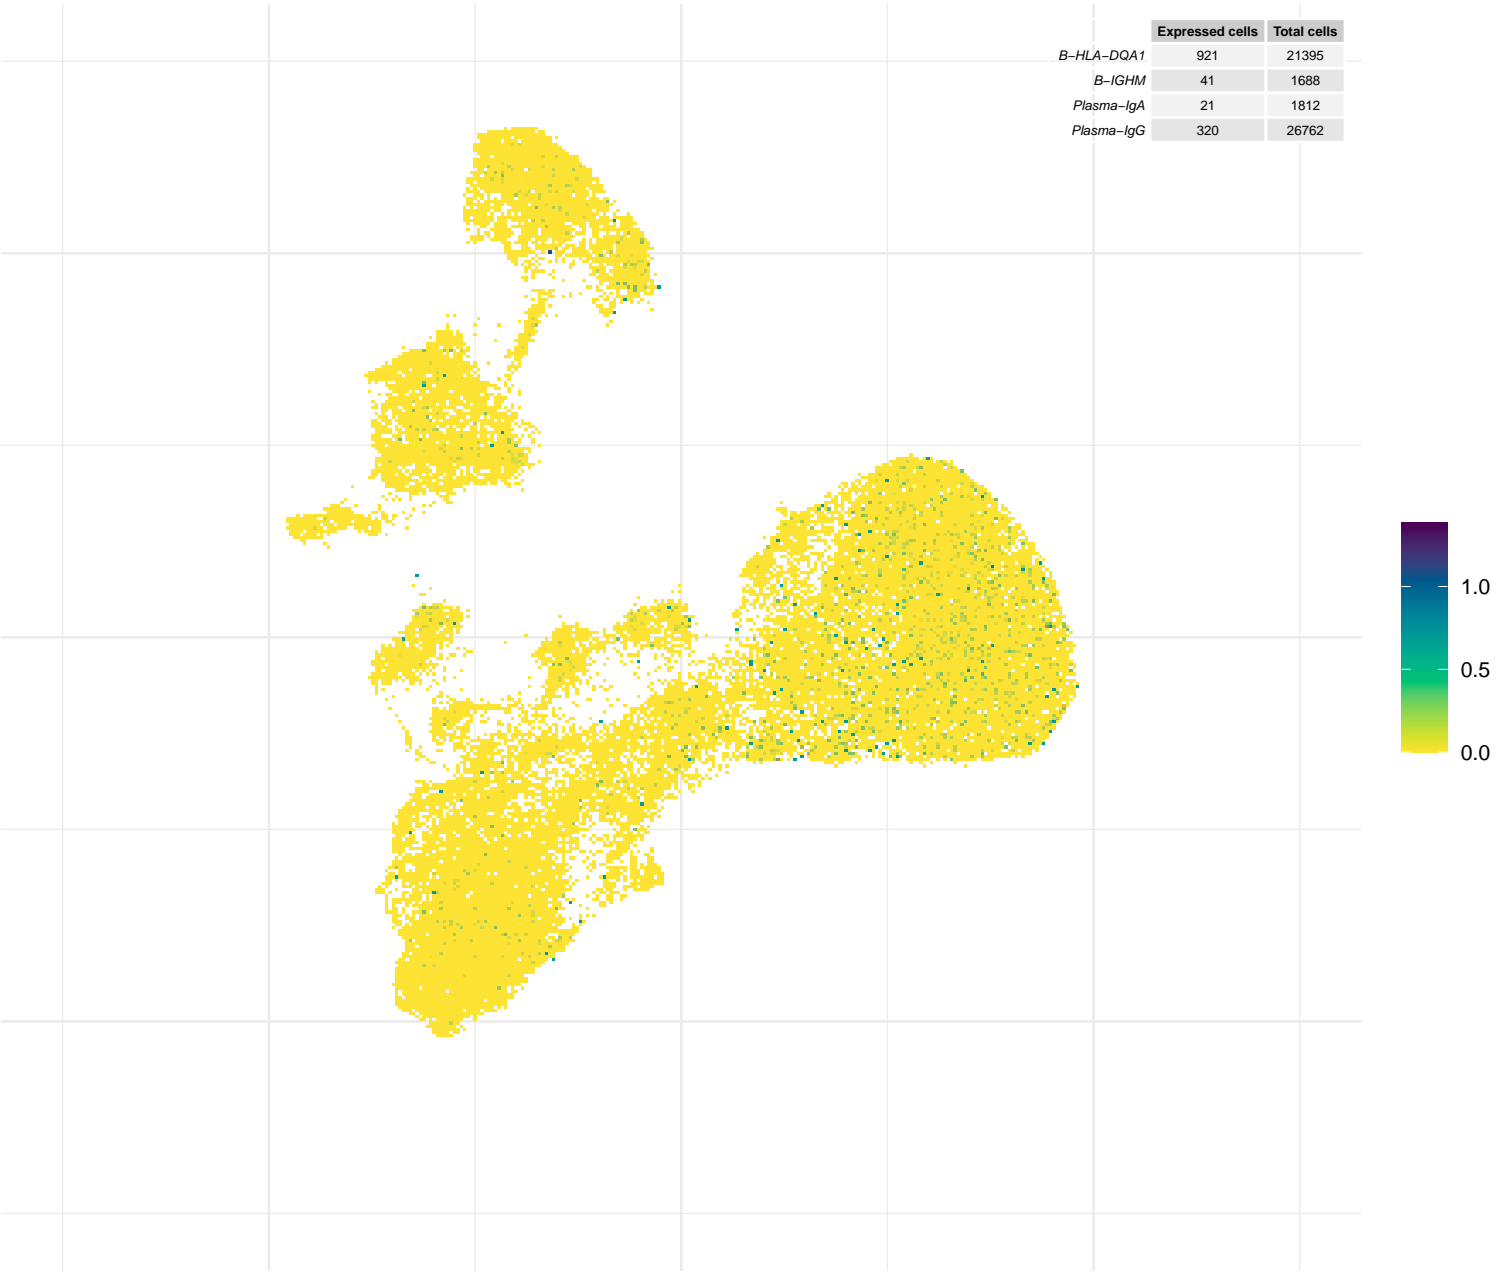 Expressed cells Total cells
B−HLA−DQA1 921 21395
B−IGHM 41 1688
Plasma−IgA 21 1812
Plasma−IgG 320 26762
1.0
0.5
0.0